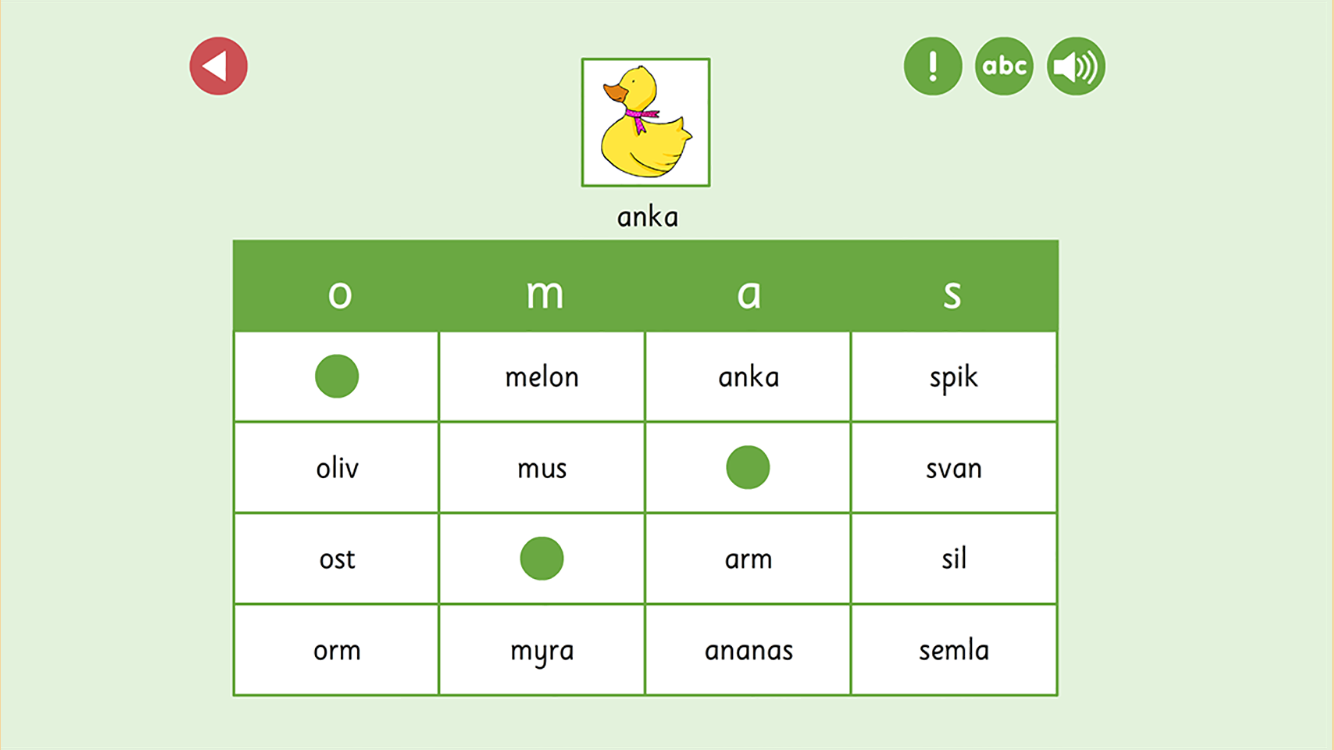 ! abc
anka
o m a s
melon anka spik
oliv mus svan
ost arm sil
orm myra ananas semla